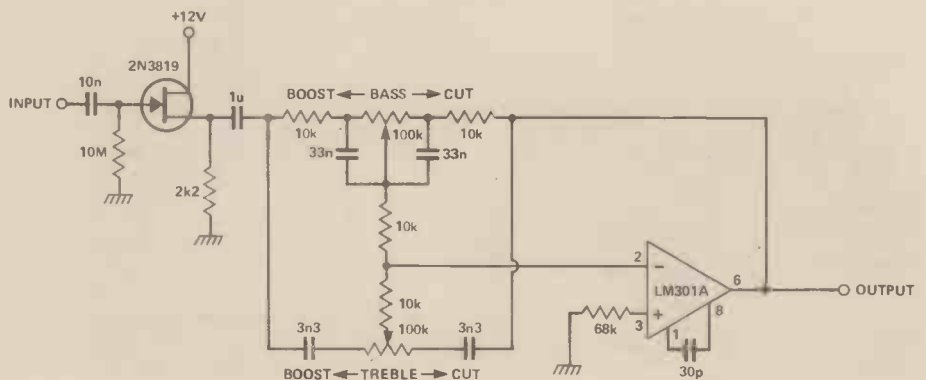 +12V
2N3819
10n
INPUT
1u
BOOST ← BASS → CUT
10k
100k
10k
33n
33n
10M
2k2
10k
2
6
LM301A
OUTPUT
8
10k
3
1
68k
3n3
100k
3n3
30p
BOOST ← TREBLE → CUT